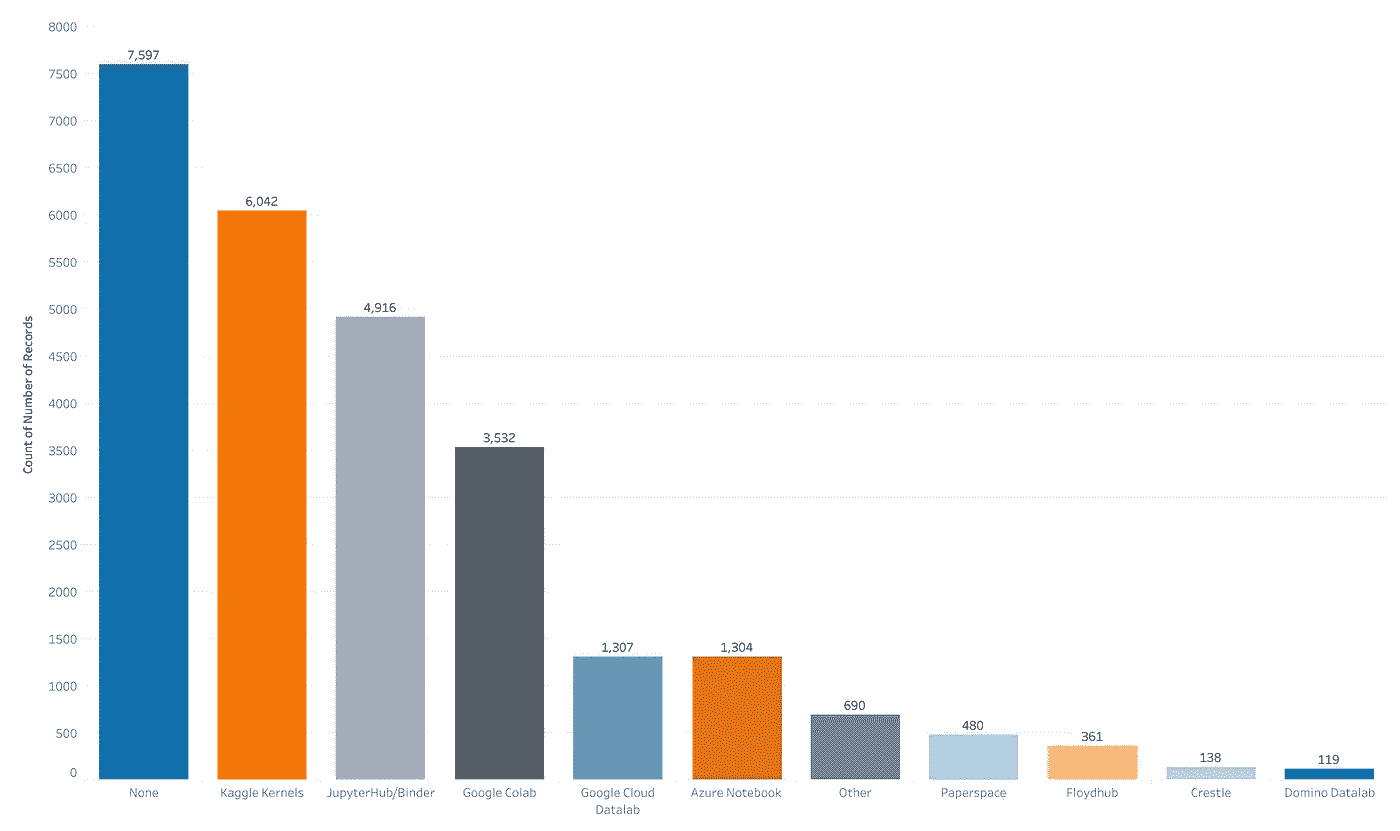 8000
7500
7000
6500
6000
5500
5000
4500
4000
3500
3000
2500
2000
1500
1000
500
0
Count of Number of Records
7,597
6,042
4,916
3,532
1,307
1,304
690
480
361
138
119
None
Kaggle Kernels
JupyterHub/Binder
Google Colab
Google Cloud
Datalab
Azure Notebook
Other
Paperspace
Floydhub
Crestle
Domino Datalab